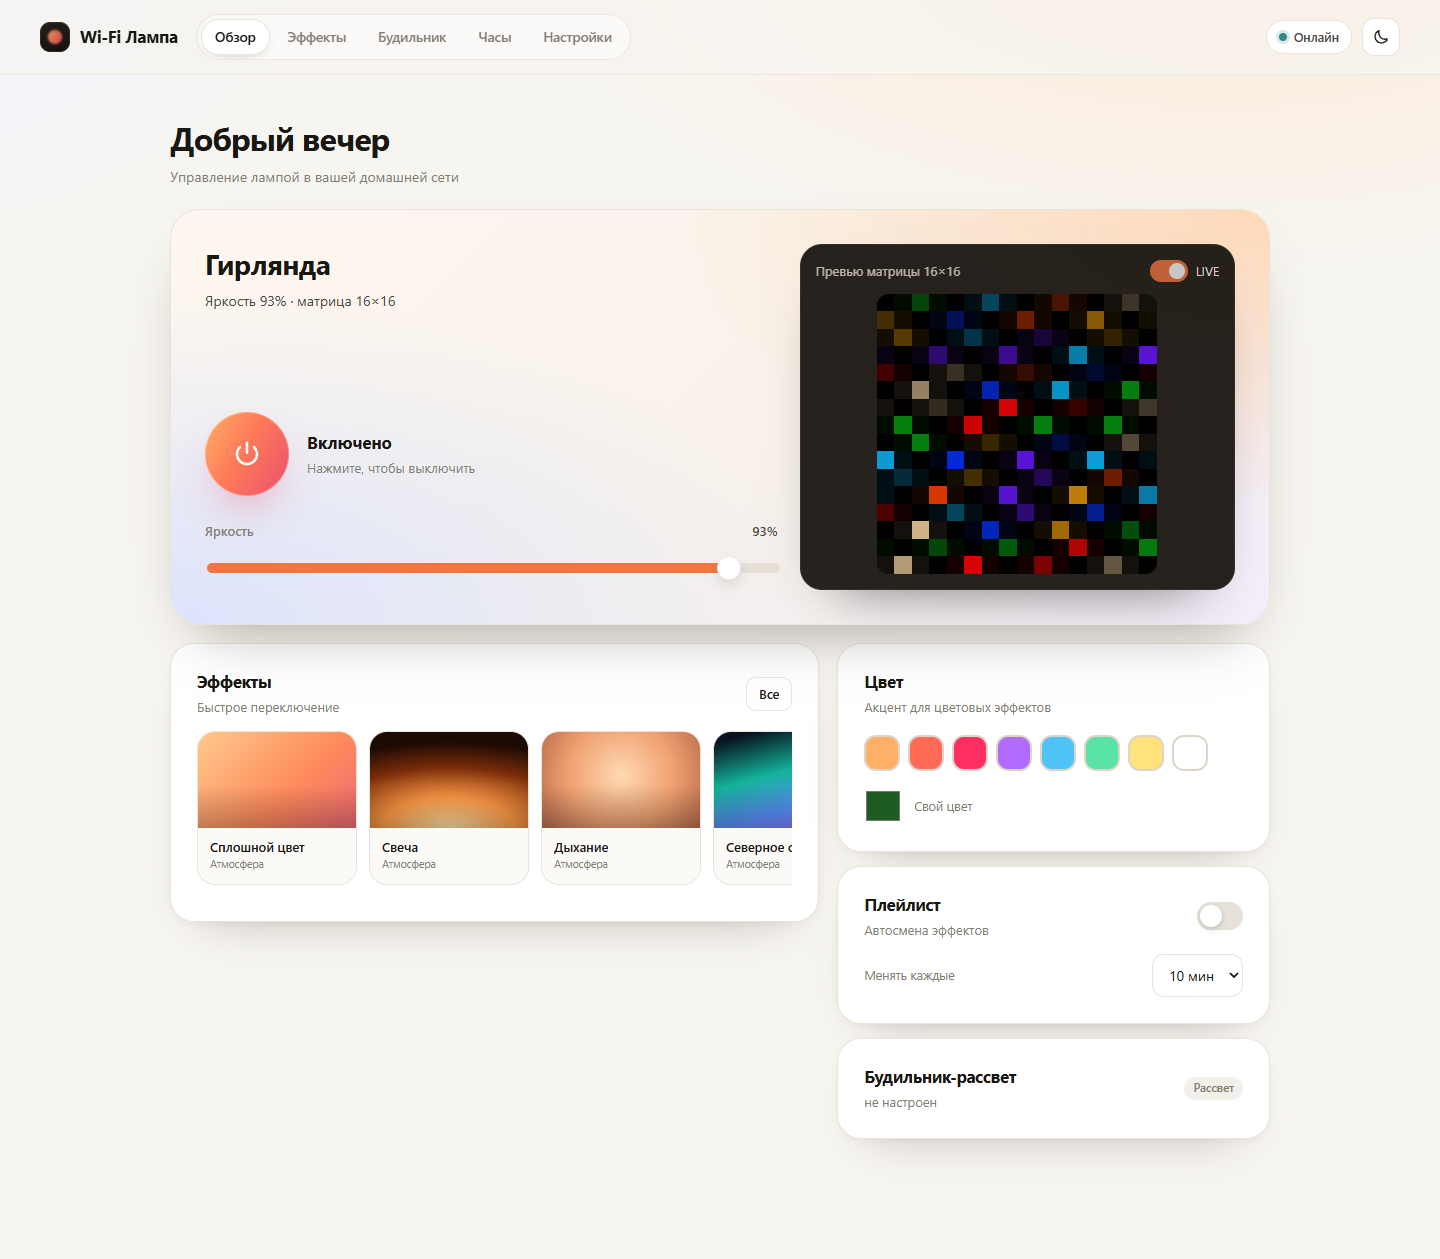 Wi-Fi Лампа
Обзор
Эффекты
Будильник
Часы
Настройки
Онлайн
Добрый вечер
Управление лампой в вашей домашней сети
Гирлянда
Яркость 93% · матрица 16×16
Превью матрицы 16×16
LIVE
Включено
Нажмите, чтобы выключить
Яркость
93%
Эффекты
Быстрое переключение
Все
Сплошной цвет
Атмосфера
Свеча
Атмосфера
Дыхание
Атмосфера
Северное
Атмосфера
Цвет
Акцент для цветовых эффектов
Свой цвет
Плейлист
Автосмена эффектов
Менять каждые
10 мин
Будильник-рассвет
не настроен
Рассвет